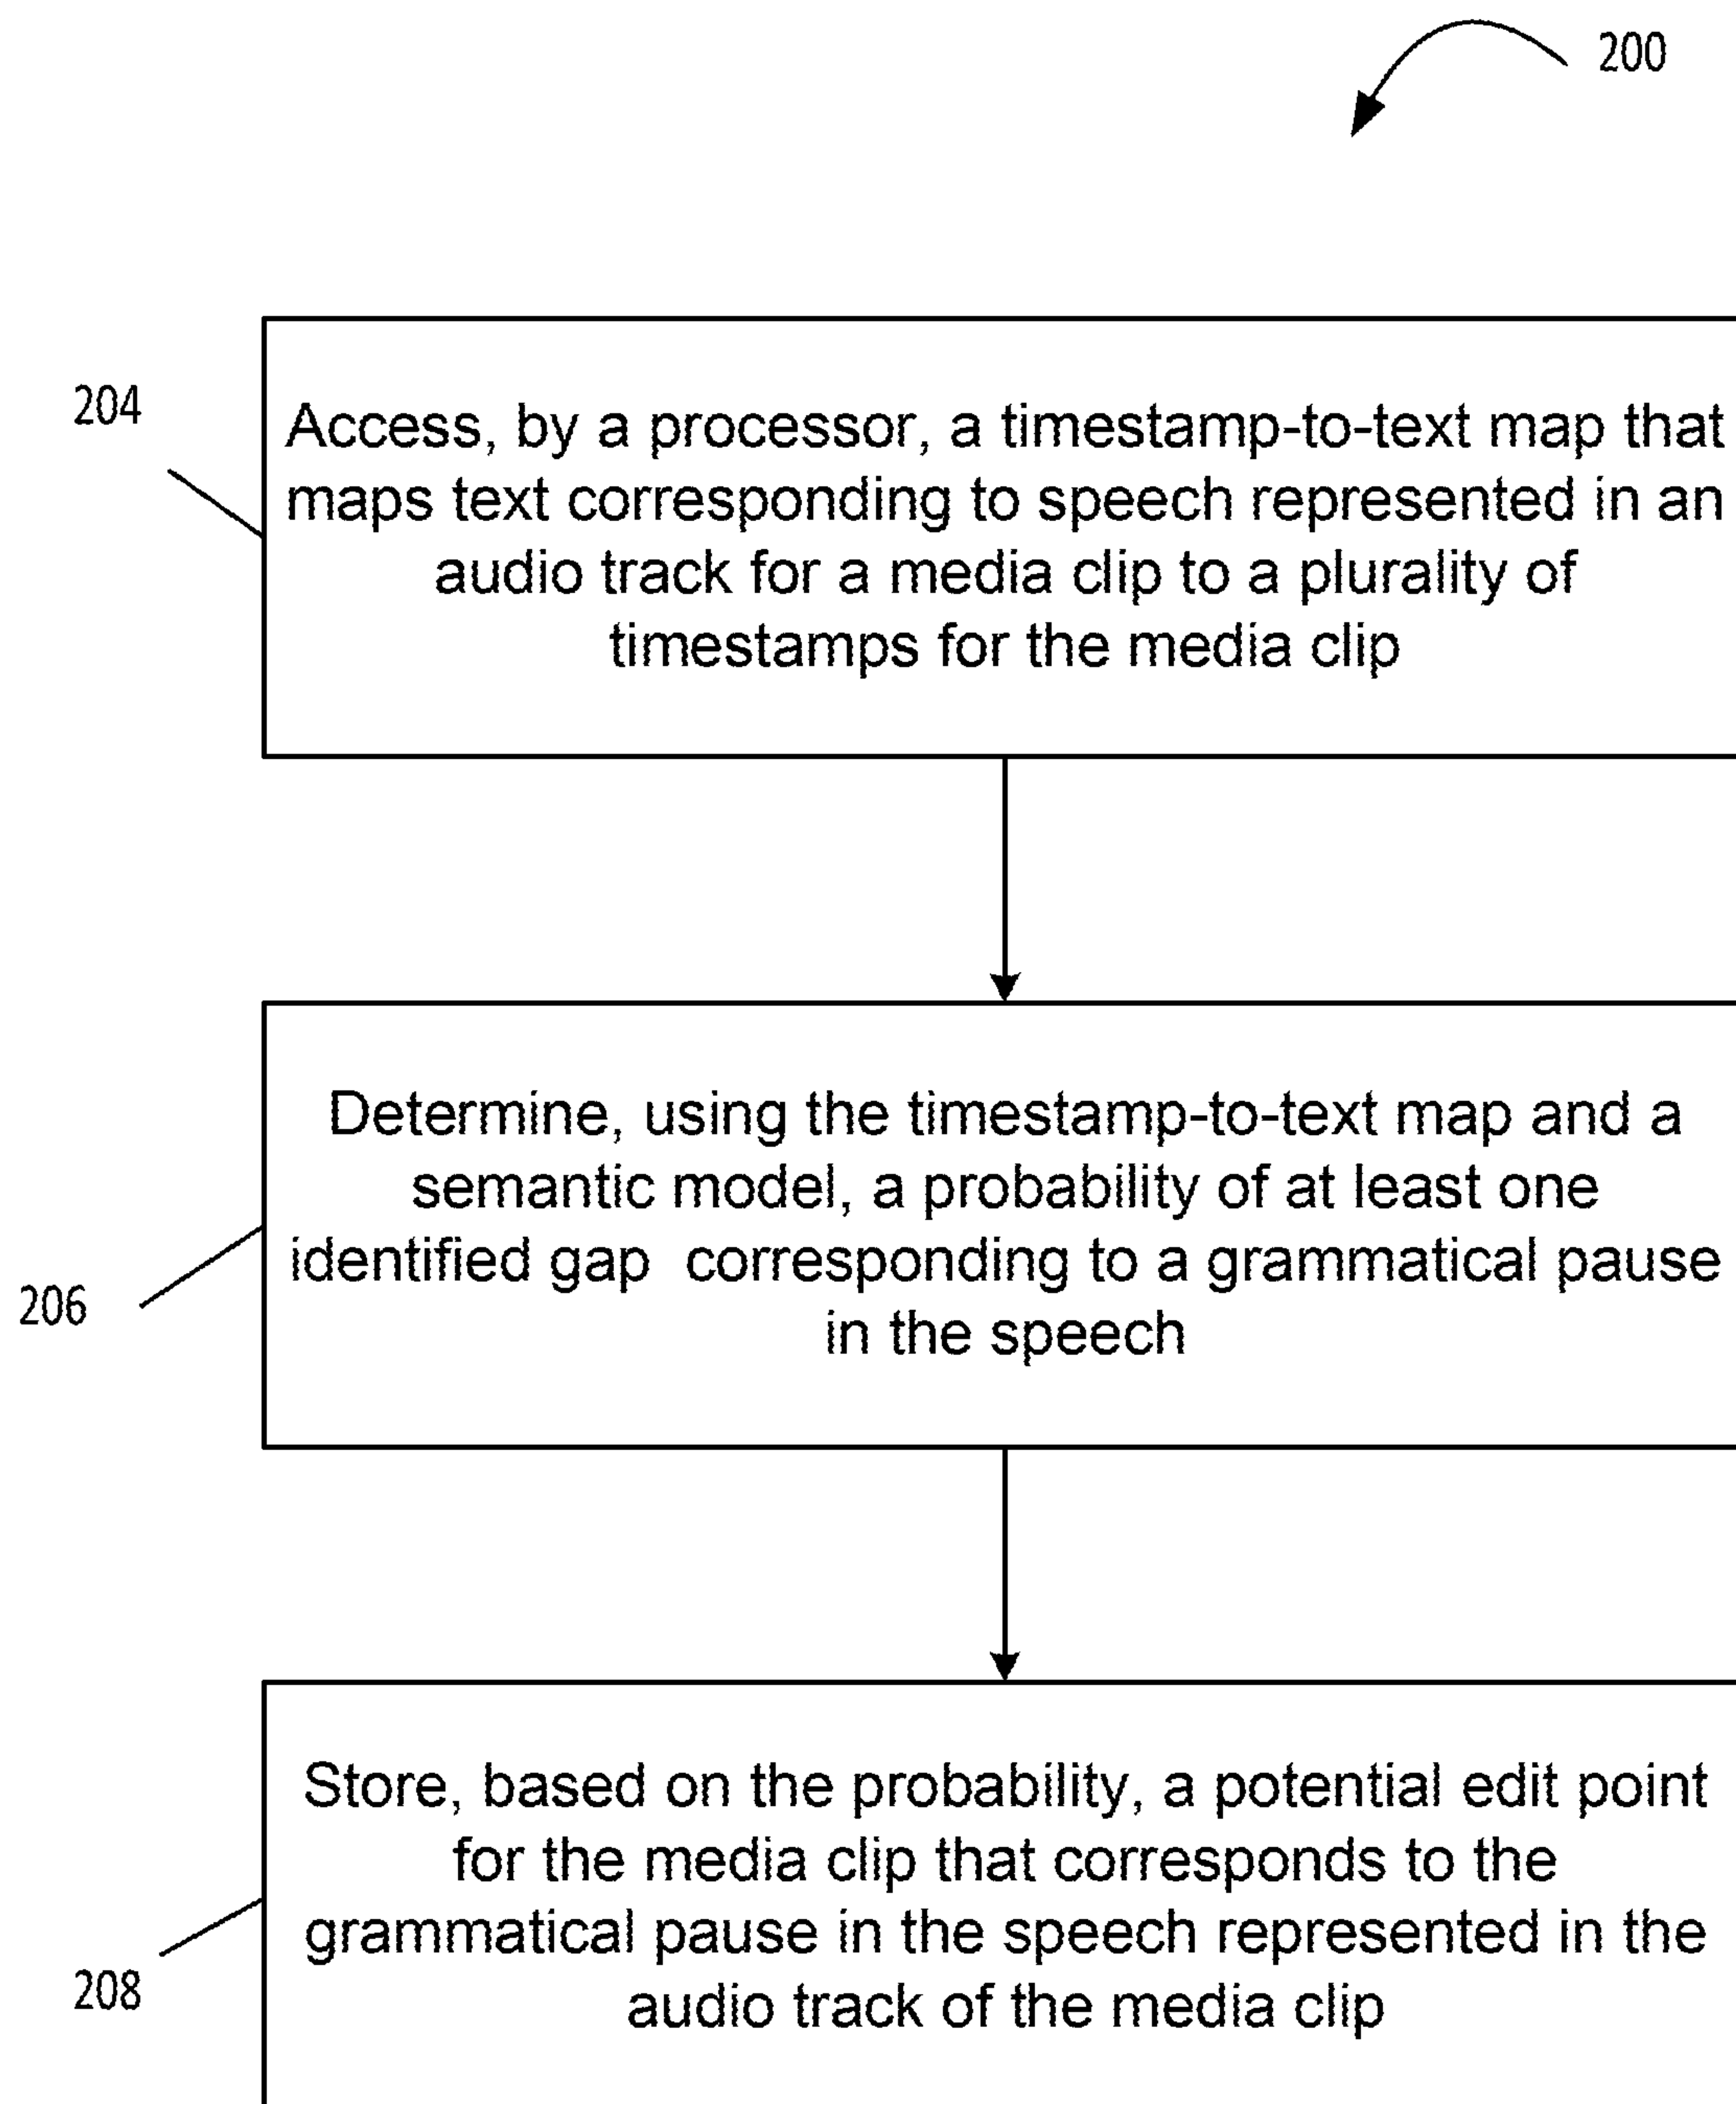 200
204
Access, by a processor, a timestamp-to-text map that
maps text corresponding to speech represented in an
audio track for a media clip to a plurality of
timestamps for the media clip
206
Determine, using the timestamp-to-text map and a
semantic model, a probability of at least one
identified gap  corresponding to a grammatical pause
in the speech
208
Store, based on the probability, a potential edit point
for the media clip that corresponds to the
grammatical pause in the speech represented in the
audio track of the media clip